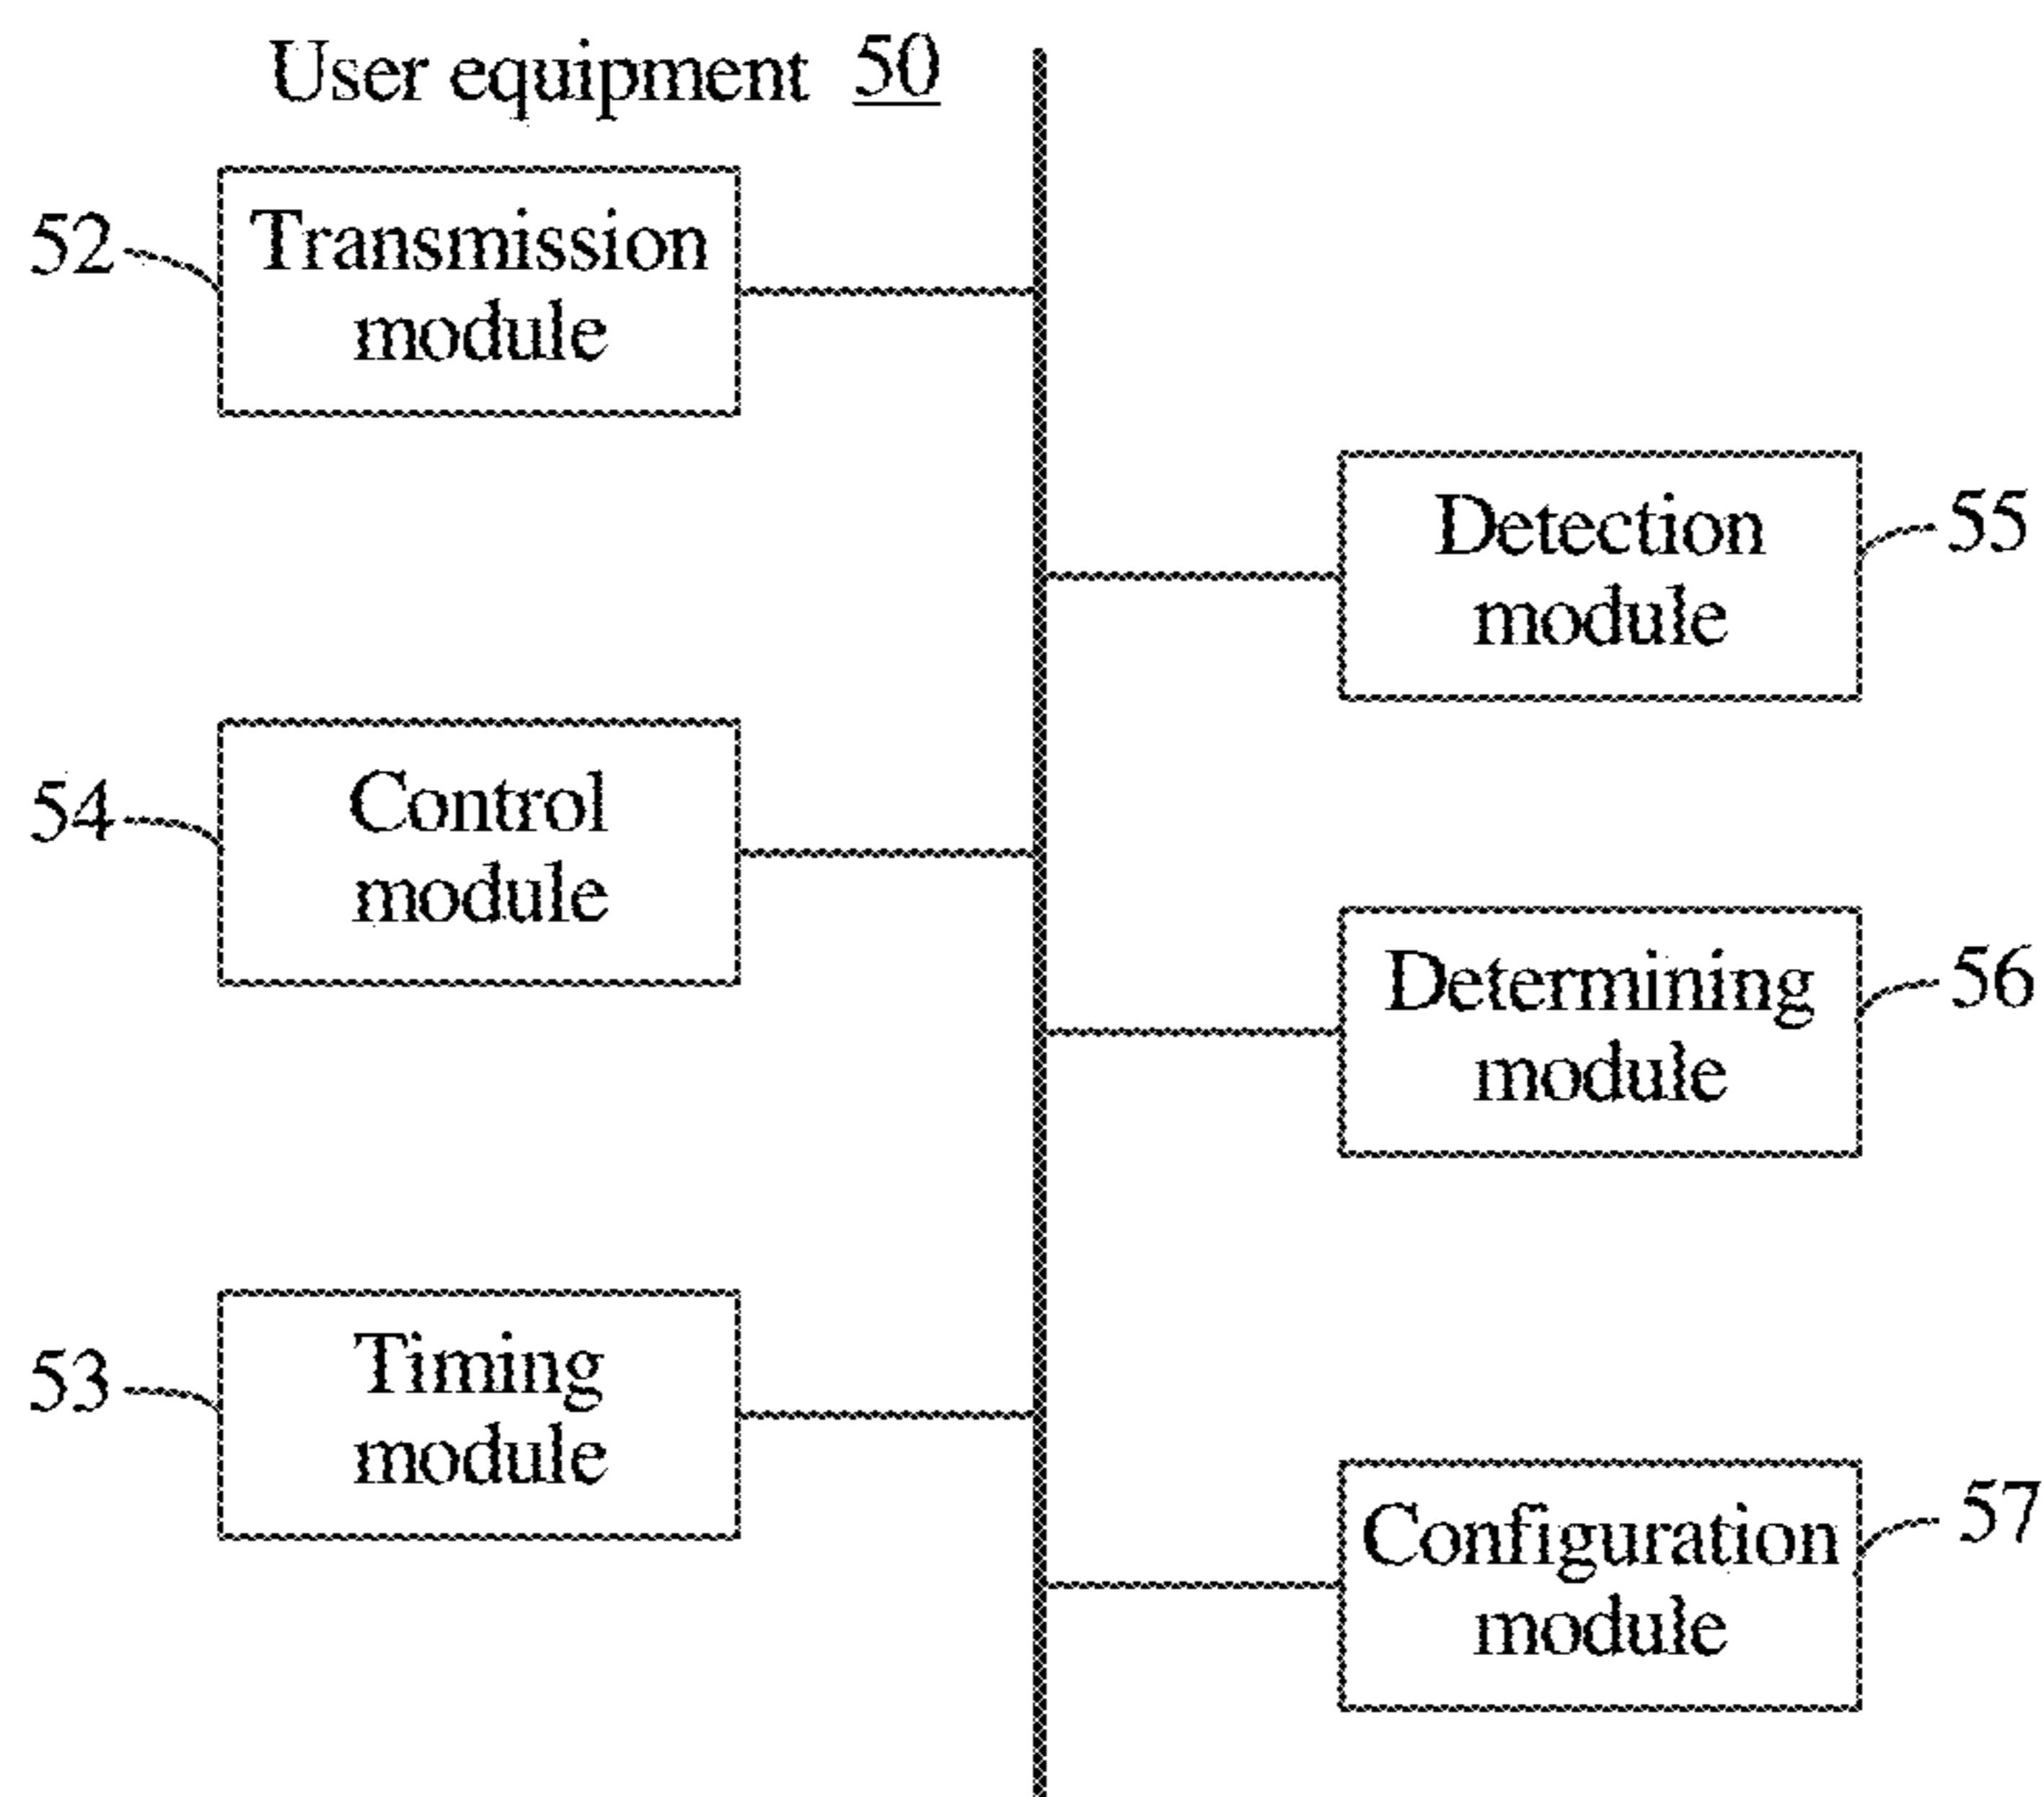 User equipment 50
52
Transmission
module
Detection
module
55
54
Control
module
Determining
module
56
53
Timing
module
Configuration
module
57